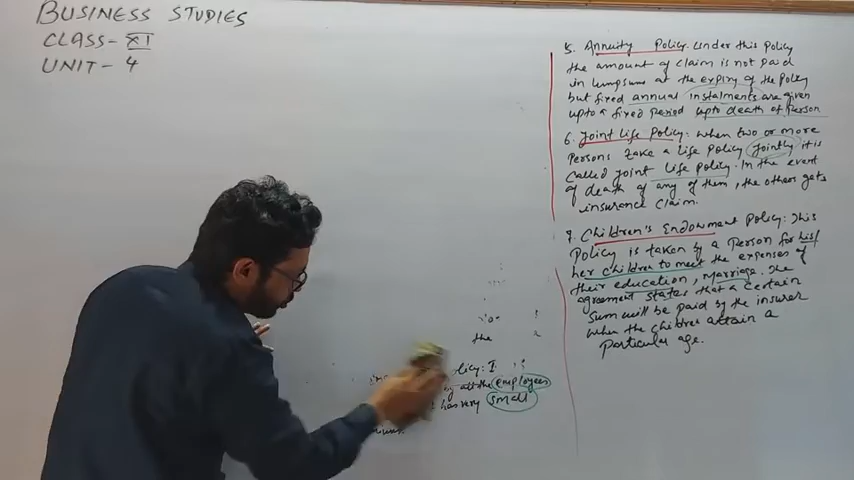 BUSINESS STUDIES
CLASS- XI
UNIT- 4
5. Annuity Policy. Under this Policy
the amount of claim is not paid
in lumpsum at the expiry of the Policy
but fixed annual instalments are given
upto a fixed Period upto death of Person
6. Joint Life Policy: When two or more
Persons take a life Policy jointly it is
called joint life Policy. In the event
of death of any of them, the others gets
insurance claim.
7. Children's Endowment Policy: This
Policy is taken by a Person for his/
her children to meet the expenses of
their education, marriage. The
agreement states that a certain
Sum will be paid by the insurer
when the children attain a
Particular age.
the
licy: I
all the employees
has very small